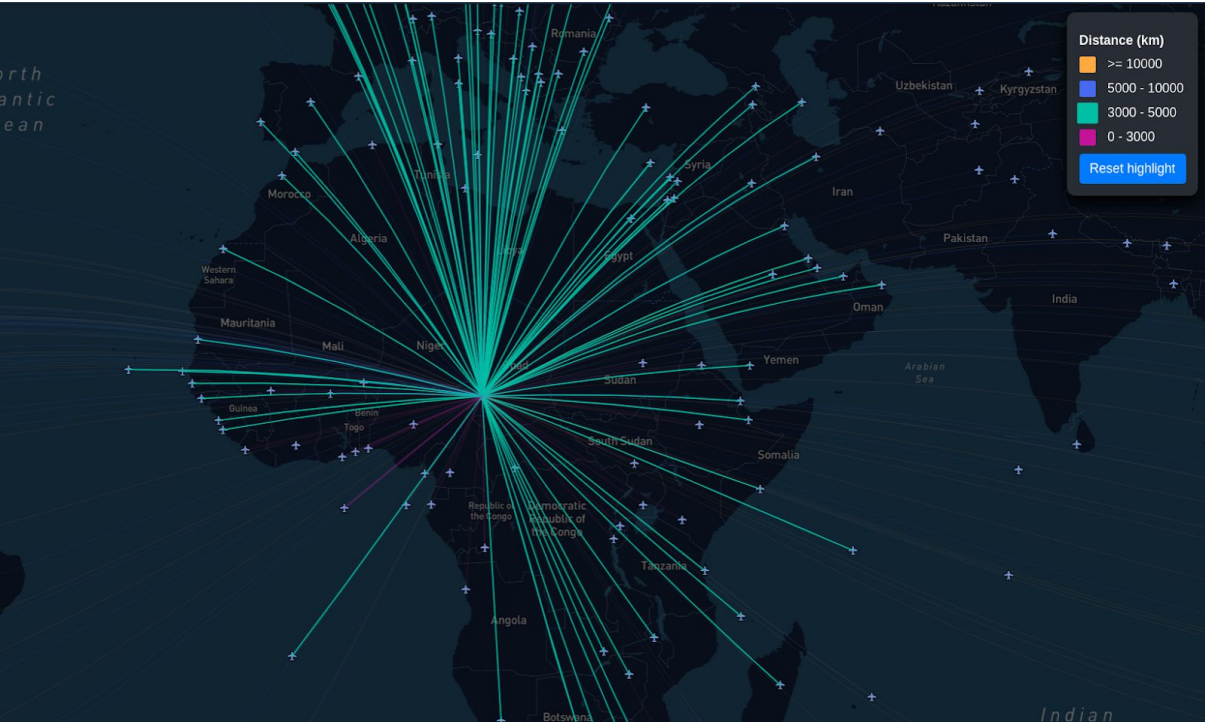 Kazakhstan
Romania
orth
antic
ean
Distance (km)
>= 10000
5000 - 10000
3000 - 5000
0 - 3000
Reset highlight
Uzbekistan
Kyrgyzstan
Syria
Tunisia
Morocco
Iran
Algeria
Libya
Egypt
Pakistan
Western
Sahara
India
Oman
Mauritania
Mali
Niger
Yemen
Sudan
Arabian
Sea
Guinea
Benin
Togo
South Sudan
Somalia
Republic of
the Congo
Democratic
Republic of
the Congo
Tanzania
Angola
Botswana
Indian